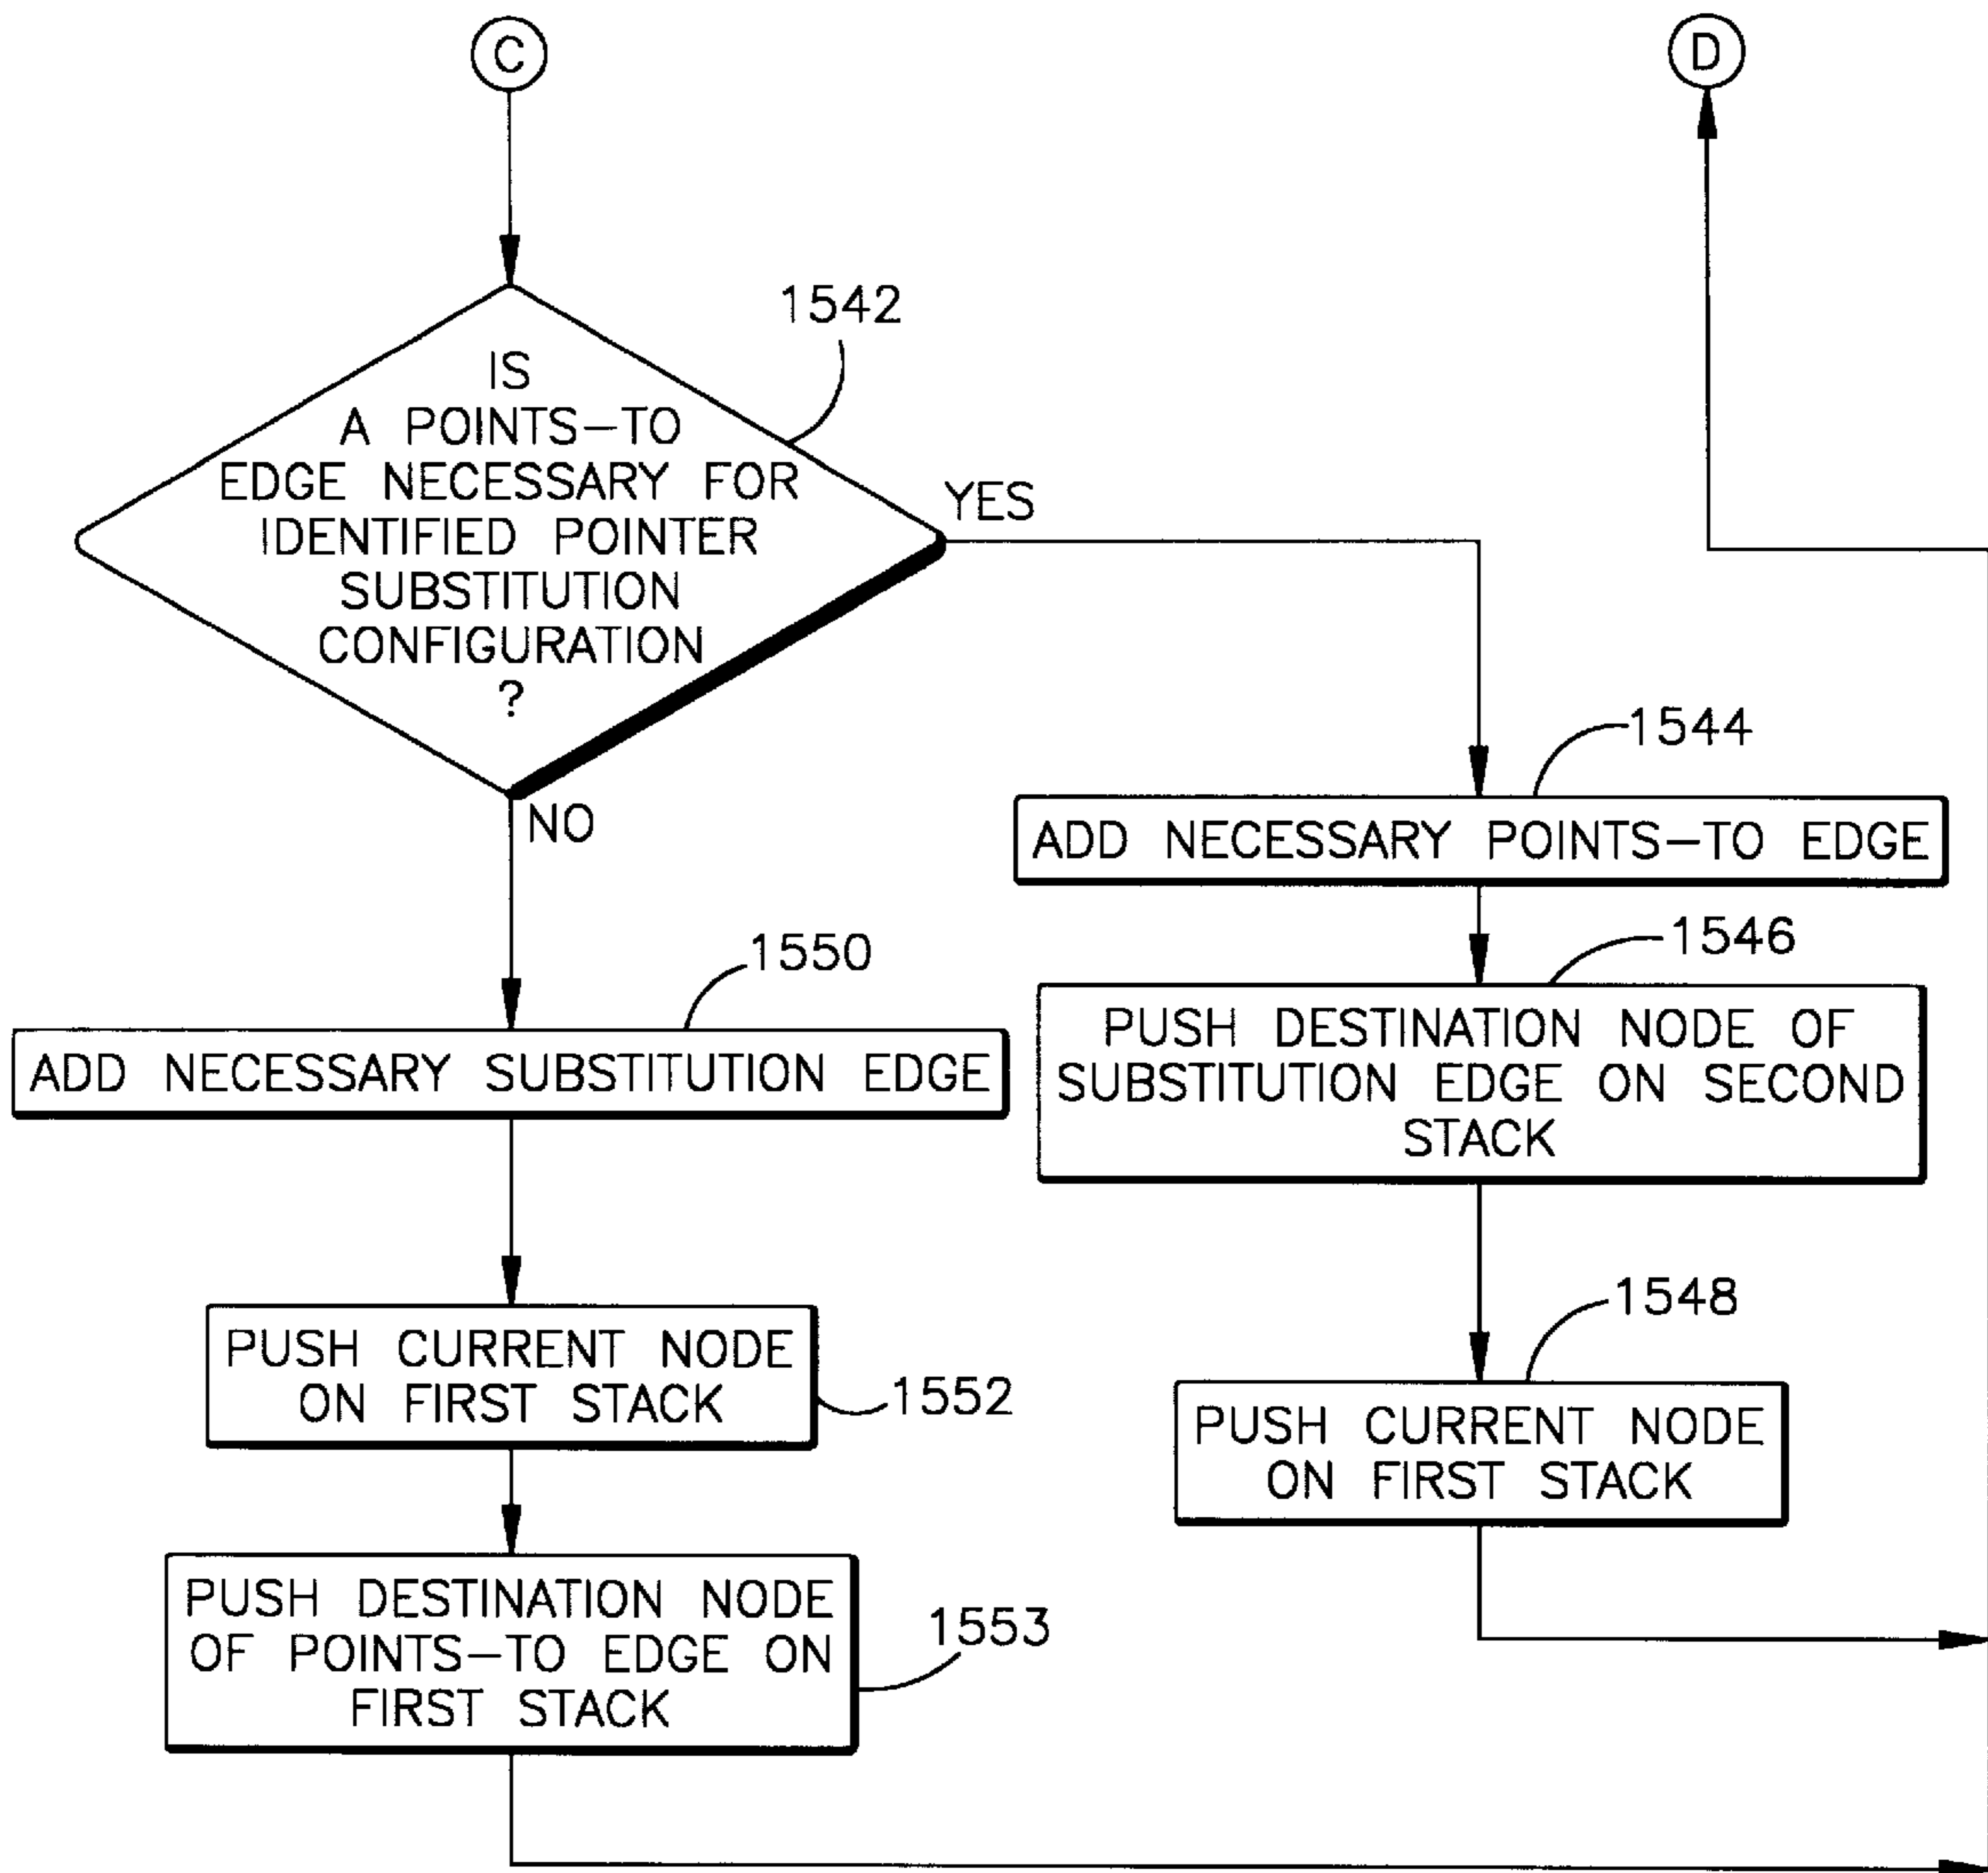 C
D
1542
IS
A POINTS-TO
EDGE NECESSARY FOR
IDENTIFIED POINTER
SUBSTITUTION
CONFIGURATION
?
YES
NO
1544
ADD NECESSARY POINTS-TO EDGE
1546
PUSH DESTINATION NODE OF
SUBSTITUTION EDGE ON SECOND
STACK
1548
PUSH CURRENT NODE
ON FIRST STACK
1550
ADD NECESSARY SUBSTITUTION EDGE
PUSH CURRENT NODE
ON FIRST STACK
1552
PUSH DESTINATION NODE
OF POINTS-TO EDGE ON
FIRST STACK
1553